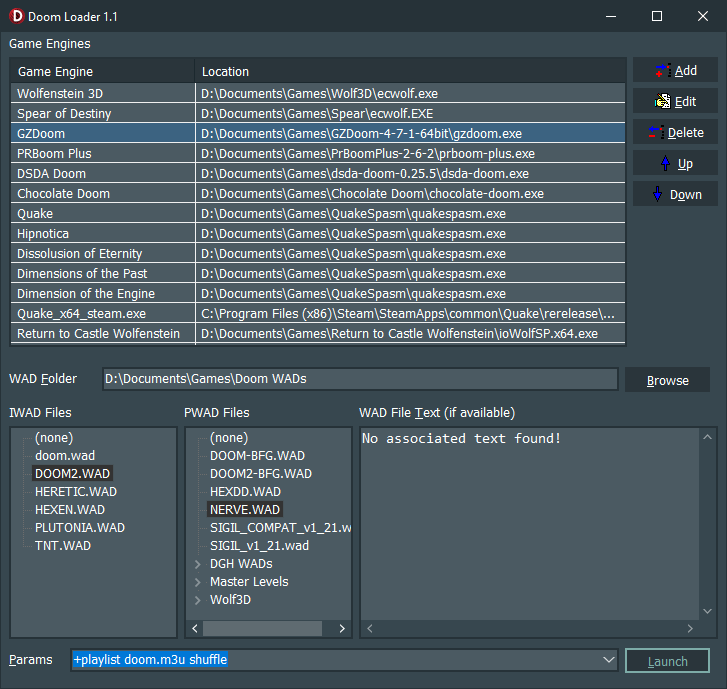 Doom Loader 1.1
Game Engines
Game Engine Location
Wolfenstein 3D D:\Documents\Games\Wolf3D\ecwolf.exe
Spear of Destiny D:\Documents\Games\Spear\ecwolf.EXE
GZDoom D:\Documents\Games\GZDoom-4-7-1-64bit\gzdoom.exe
PRBoom Plus D:\Documents\Games\PrBoomPlus-2-6-2\prboom-plus.exe
DSDA Doom D:\Documents\Games\dsda-doom-0.25.5\dsda-doom.exe
Chocolate Doom D:\Documents\Games\Chocolate Doom\chocolate-doom.exe
Quake D:\Documents\Games\QuakeSpasm\quakespasm.exe
Hipnotica D:\Documents\Games\QuakeSpasm\quakespasm.exe
Dissolusion of Eternity D:\Documents\Games\QuakeSpasm\quakespasm.exe
Dimensions of the Past D:\Documents\Games\QuakeSpasm\quakespasm.exe
Dimension of the Engine D:\Documents\Games\QuakeSpasm\quakespasm.exe
Quake_x64_steam.exe C:\Program Files (x86)\Steam\SteamApps\common\Quake\rerelease\...
Return to Castle Wolfenstein D:\Documents\Games\Return to Castle Wolfenstein\ioWolfSP.x64.exe
Add
Edit
Delete
Up
Down
WAD Folder D:\Documents\Games\Doom WADs Browse
IWAD Files
(none)
doom.wad
DOOM2.WAD
HERETIC.WAD
HEXEN.WAD
PLUTONIA.WAD
TNT.WAD
PWAD Files
(none)
DOOM-BFG.WAD
DOOM2-BFG.WAD
HEXDD.WAD
NERVE.WAD
SIGIL_COMPAT_v1_21.w
SIGIL_v1_21.wad
DGH WADs
Master Levels
Wolf3D
WAD File Text (if available)
No associated text found!
Params +playlist doom.m3u shuffle Launch